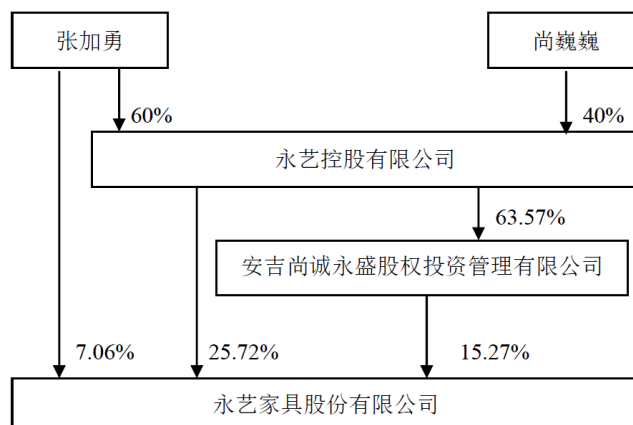 张加勇
尚巍巍
60%
40%
永艺控股有限公司
63.57%
安吉尚诚永盛股权投资管理有限公司
7.06%
25.72%
15.27%
永艺家具股份有限公司